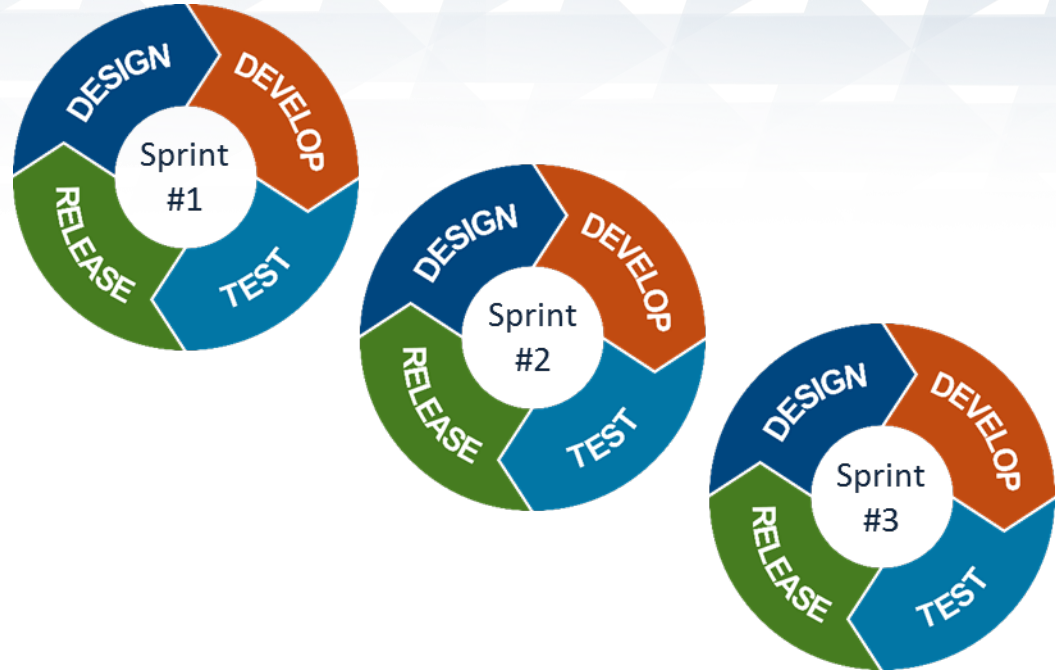 DESIGN
DEVELOP
TEST
RELEASE
Sprint
#1
DESIGN
DEVELOP
TEST
RELEASE
Sprint
#2
DESIGN
DEVELOP
TEST
RELEASE
Sprint
#3